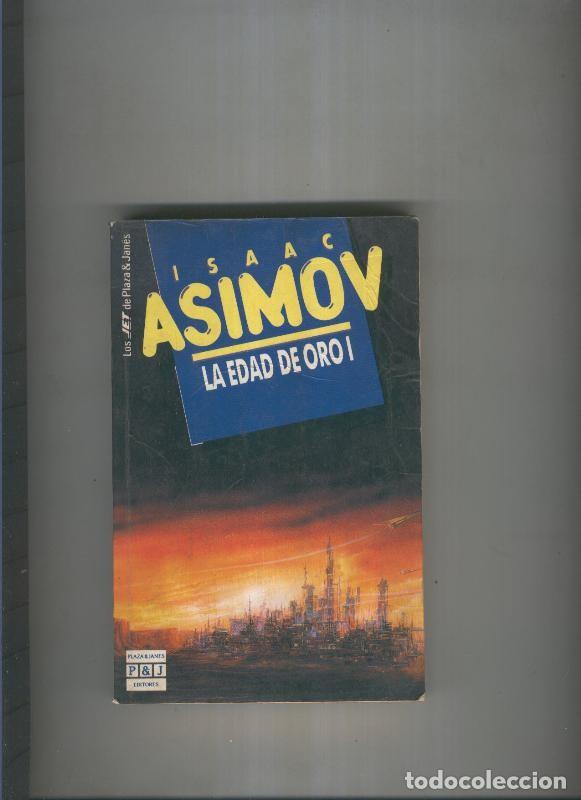 Los JET de Plaza & Janés
ISAAC
ASIMOV
LA EDAD DE ORO I
PLAZA & JANES
P & J
EDITORES
todocoleccion